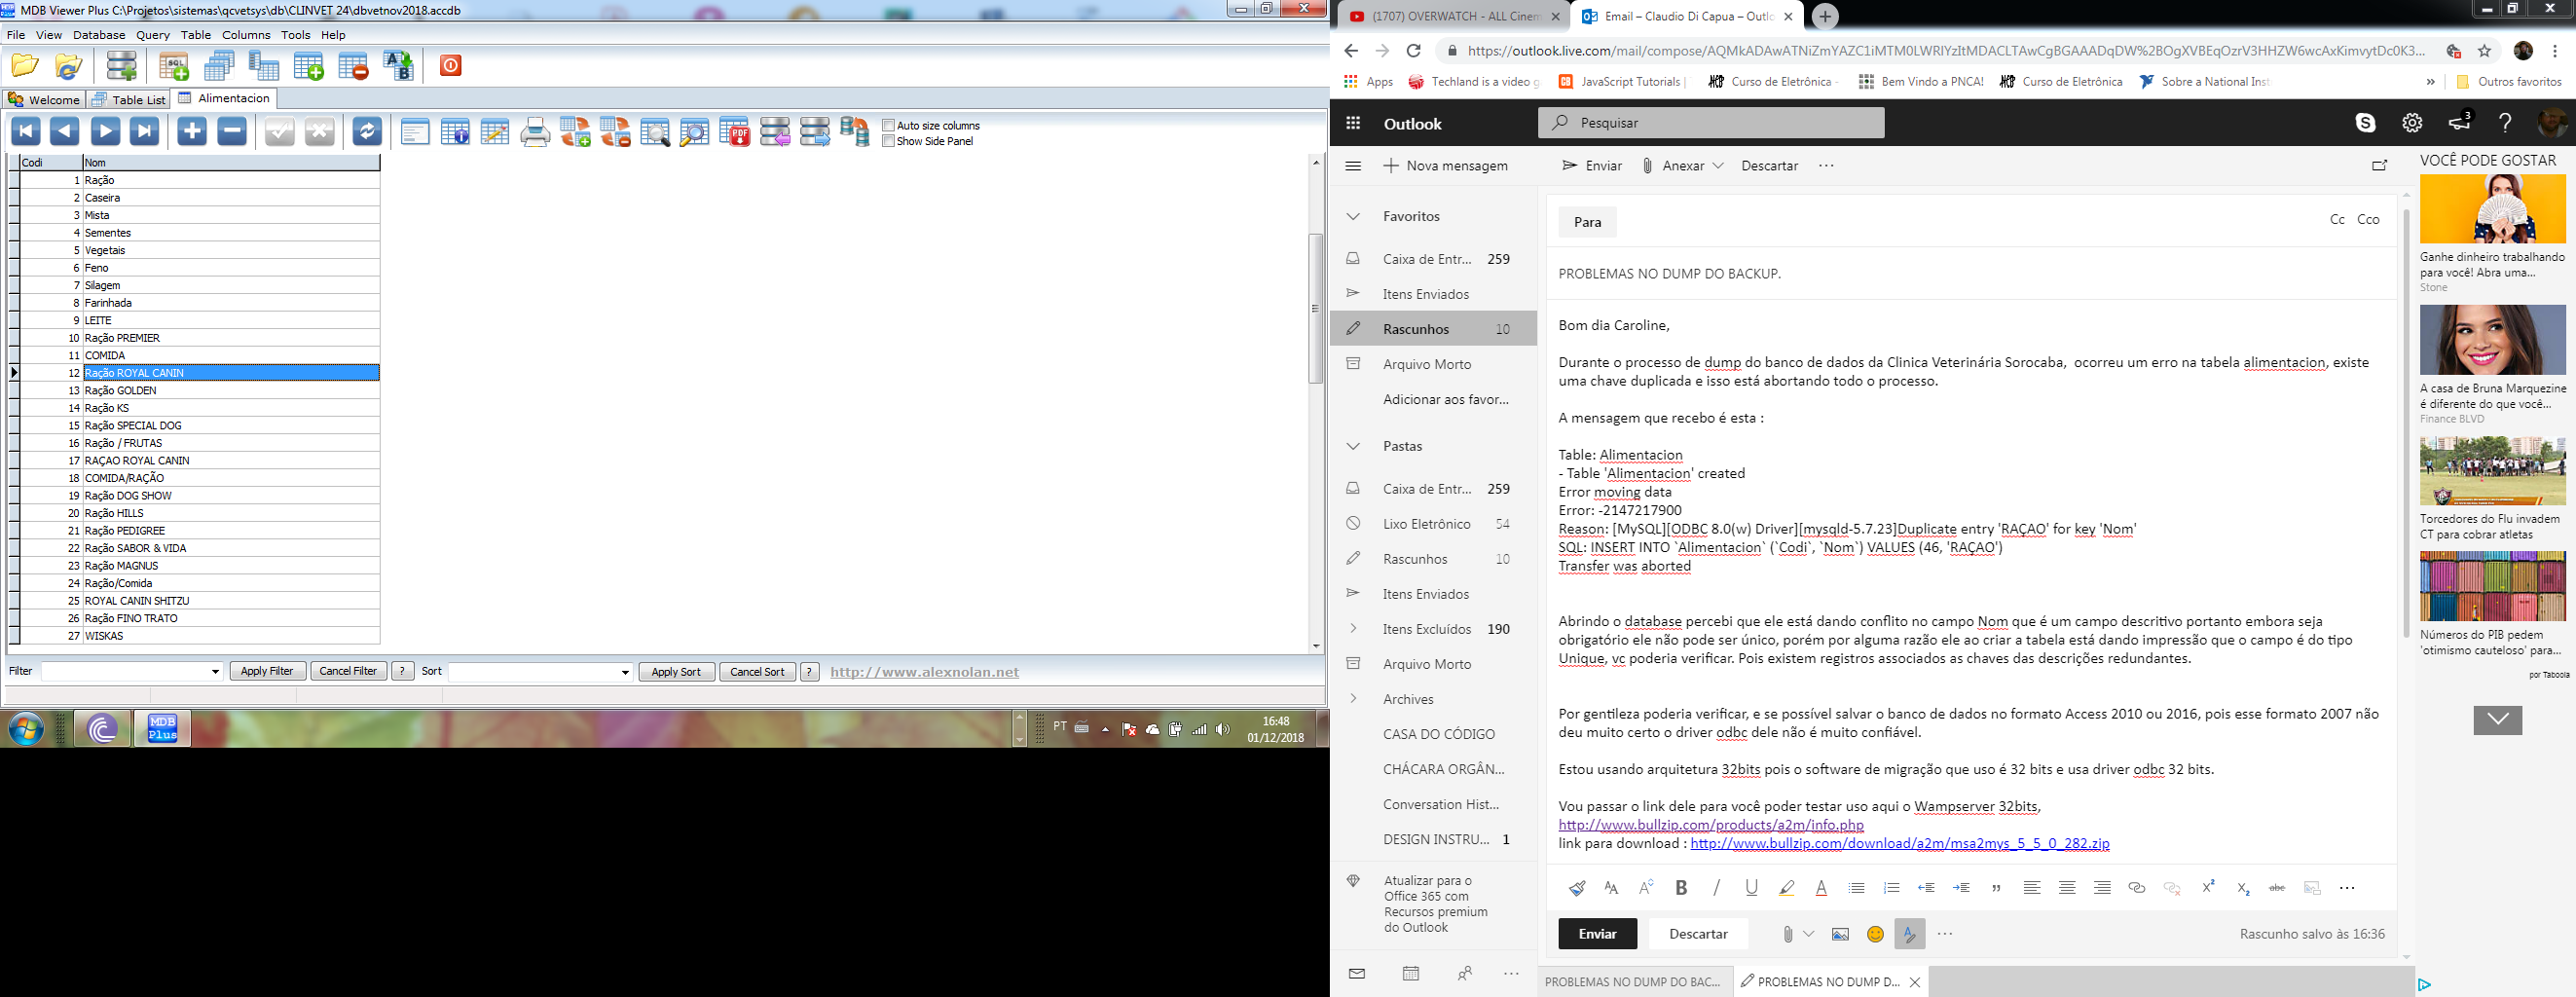 MDB Viewer Plus C:\Projetos\sistemas\qcvetsys\db\CLINVET 24\dbvetnov2018.accdb
File View Database Query Table Columns Tools Help
Welcome Table List Alimentacion
Auto size columns
Show Side Panel
Codi Nom
1 Ração
2 Caseira
3 Mista
4 Sementes
5 Vegetais
6 Feno
7 Silagem
8 Farinhada
9 LEITE
10 Ração PREMIER
11 COMIDA
12 Ração ROYAL CANIN
13 Ração GOLDEN
14 Ração KS
15 Ração SPECIAL DOG
16 Ração / FRUTAS
17 RAÇAO ROYAL CANIN
18 COMIDA/RAÇÃO
19 Ração DOG SHOW
20 Ração HILLS
21 Ração PEDIGREE
22 Ração SABOR & VIDA
23 Ração MAGNUS
24 Ração/Comida
25 ROYAL CANIN SHITZU
26 Ração FINO TRATO
27 WISKAS
Filter Apply Filter Cancel Filter ? Sort Apply Sort Cancel Sort ? http://www.alexnolan.net
MDB Plus
PT
16:48
01/12/2018
(1707) OVERWATCH - ALL Cinem
Email – Claudio Di Capua – Outlo
https://outlook.live.com/mail/compose/
Apps Techland is a video g JavaScript Tutorials | Curso de Eletrônica - Bem Vindo a PNCA! Curso de Eletrônica Sobre a National Inst » Outros favoritos
Outlook
Pesquisar
3
Nova mensagem
Enviar Anexar Descartar ...
Favoritos
Caixa de Entr... 259
Itens Enviados
Rascunhos 10
Arquivo Morto
Adicionar aos favor...
Pastas
Caixa de Entr... 259
Lixo Eletrônico 54
Rascunhos 10
Itens Enviados
Itens Excluídos 190
Arquivo Morto
Archives
CASA DO CÓDIGO
CHÁCARA ORGÂN...
Conversation Hist...
DESIGN INSTRU... 1
Atualizar para o
Office 365 com
Recursos premium
do Outlook
Para
Cc Cco
PROBLEMAS NO DUMP DO BACKUP.
Bom dia Caroline,
Durante o processo de dump do banco de dados da Clinica Veterinária Sorocaba, ocorreu um erro na tabela alimentacion, existe
uma chave duplicada e isso está abortando todo o processo.
A mensagem que recebo é esta :
Table: Alimentacion
- Table 'Alimentacion' created
Error moving data
Error: -2147217900
Reason: [MySQL][ODBC 8.0(w) Driver][mysqld-5.7.23]Duplicate entry 'RAÇAO' for key 'Nom'
SQL: INSERT INTO `Alimentacion` (`Codi`, `Nom`) VALUES (46, 'RAÇAO')
Transfer was aborted
Abrindo o database percebi que ele está dando conflito no campo Nom que é um campo descritivo portanto embora seja
obrigatório ele não pode ser único, porém por alguma razão ele ao criar a tabela está dando impressão que o campo é do tipo
Unique, vc poderia verificar. Pois existem registros associados as chaves das descrições redundantes.
Por gentileza poderia verificar, e se possível salvar o banco de dados no formato Access 2010 ou 2016, pois esse formato 2007 não
deu muito certo o driver odbc dele não é muito confiável.
Estou usando arquitetura 32bits pois o software de migração que uso é 32 bits e usa driver odbc 32 bits.
Vou passar o link dele para você poder testar uso aqui o Wampserver 32bits,
http://www.bullzip.com/products/a2m/info.php
link para download : http://www.bullzip.com/download/a2m/msa2mys_5_5_0_282.zip
Enviar Descartar
Rascunho salvo às 16:36
PROBLEMAS NO DUMP DO BAC...
PROBLEMAS NO DUMP D...
VOCÊ PODE GOSTAR
Ganhe dinheiro trabalhando
para você! Abra uma...
Stone
A casa de Bruna Marquezine
é diferente do que você...
Finance BLVD
Torcedores do Flu invadem
CT para cobrar atletas
Números do PIB pedem
'otimismo cauteloso' para...
por Taboola